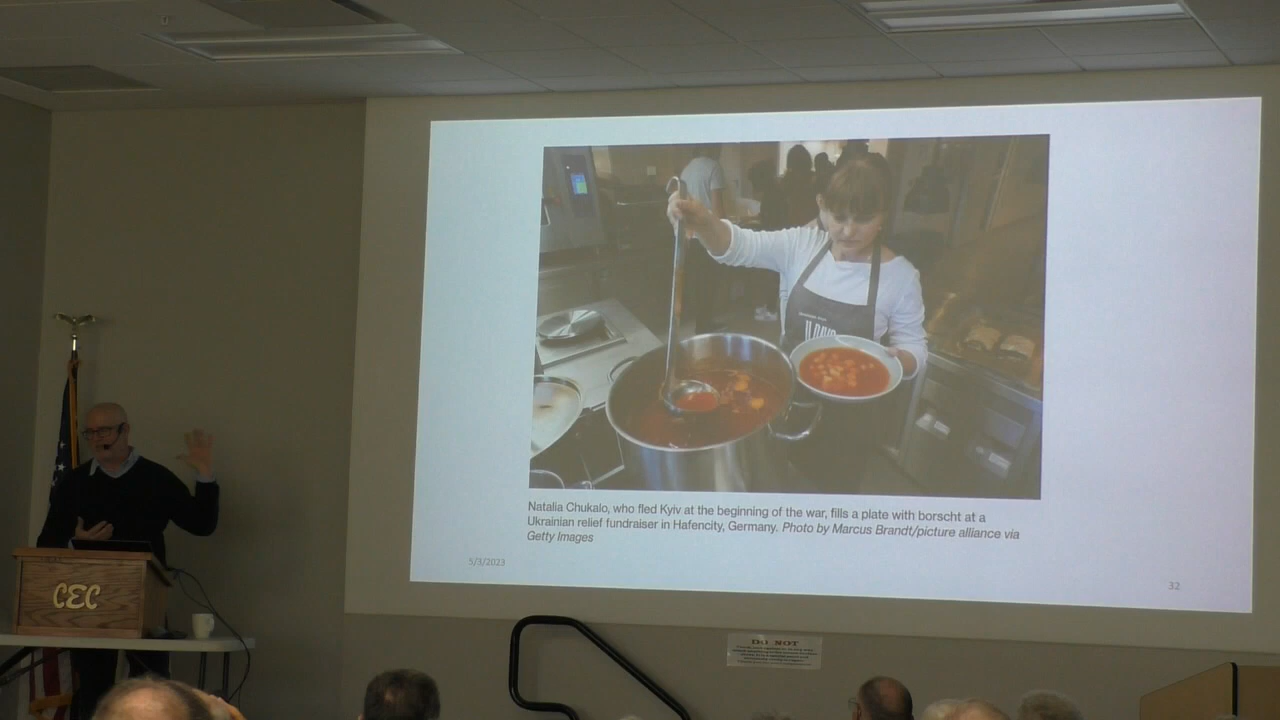 Natalia Chukalo, who fled Kyiv at the beginning of the war, fills a plate with borscht at a
Ukrainian relief fundraiser in Hafencity, Germany. Photo by Marcus Brandt/picture alliance via
Getty Images
5/3/2023
32
CEC
DO NOT